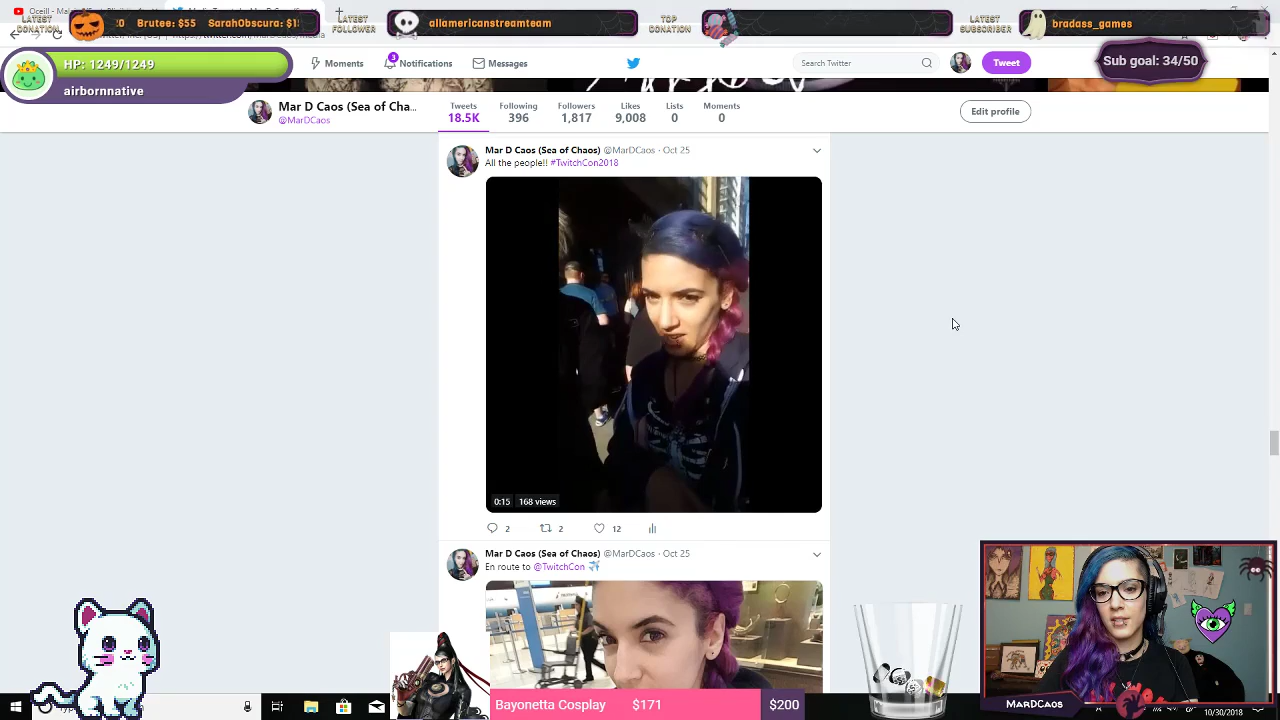 LATEST DONATION
Brutee: $55 SarahObscura: $1
LATEST FOLLOWER
allamericanstreamteam
TOP DONATION
LATEST SUBSCRIBER
bradass_games
HP: 1249/1249
airbornnative
Moments
3
Notifications
Messages
Search Twitter
Tweet
Sub goal: 34/50
Mar D Caos (Sea of Cha...
@MarDCaos
Tweets 18.5K
Following 396
Followers 1,817
Likes 9,008
Lists 0
Moments 0
Edit profile
Mar D Caos (Sea of Chaos) @MarDCaos · Oct 25
All the people!! #TwitchCon2018
0:15 168 views
2 2 12
Mar D Caos (Sea of Chaos) @MarDCaos · Oct 25
En route to @TwitchCon
Bayonetta Cosplay $171 $200
MARDCAOS
10/30/2018